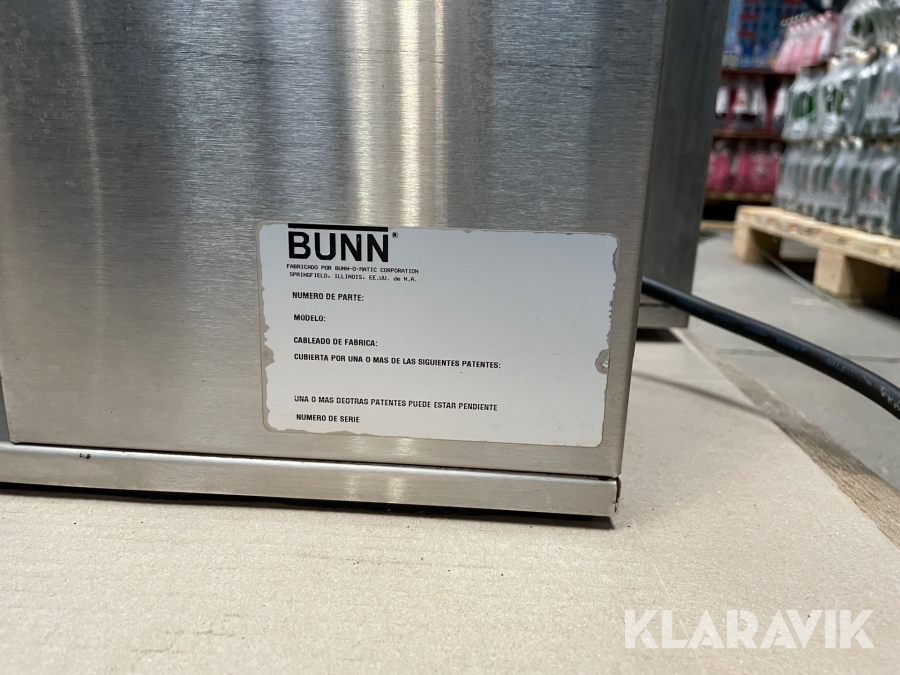 BUNN®
FABRICADO POR BUNN-O-MATIC CORPORATION
SPRINGFIELD, ILLINOIS, EE.UU. de N.A.
NUMERO DE PARTE:
MODELO:
CABLEADO DE FABRICA:
CUBIERTA POR UNA O MAS DE LAS SIGUIENTES PATENTES:
UNA O MAS DEOTRAS PATENTES PUEDE ESTAR PENDIENTE
NUMERO DE SERIE
KLARAVIK